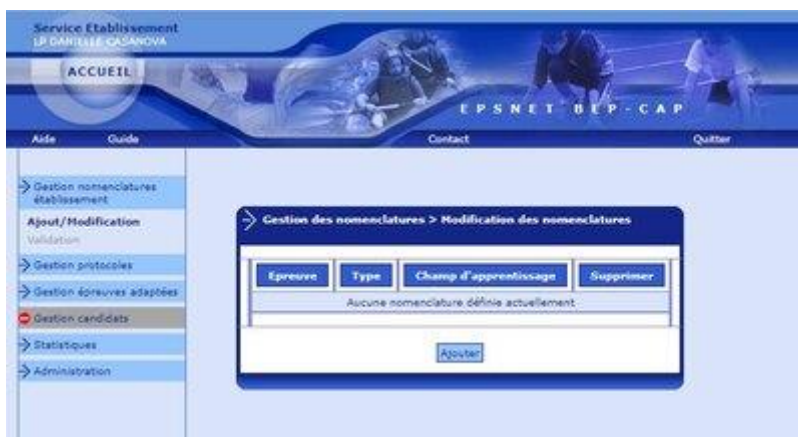 Service Etablissement
LP DANIELLE CASANOVA
ACCUEIL
EPSNET BEP-CAP
Aide Guide Contact Quitter
Gestion nomenclatures
établissement
Ajout/Modification
Validation
Gestion protocoles
Gestion épreuves adaptées
Gestion candidats
Statistiques
Administration
Gestion des nomenclatures > Modification des nomenclatures
Epreuve Type Champ d'apprentissage Supprimer
Aucune nomenclature définie actuellement
Ajouter